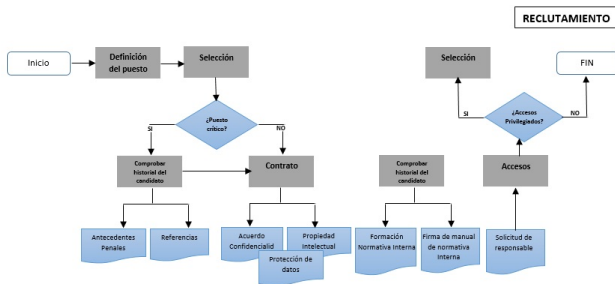 RECLUTAMIENTO
Inicio
Definición
del puesto
Selección
Selección
FIN
¿Puesto
crítico?
SI
NO
¿Accesos
Privilegiados?
SI
NO
Comprobar
historial del
candidato
Contrato
Comprobar
historial del
candidato
Accesos
Antecedentes
Penales
Referencias
Acuerdo
Confidencialid
Propiedad
Intelectual
Protección de
datos
Formación
Normativa Interna
Firma de manual
de normativa
Interna
Solicitud de
responsable